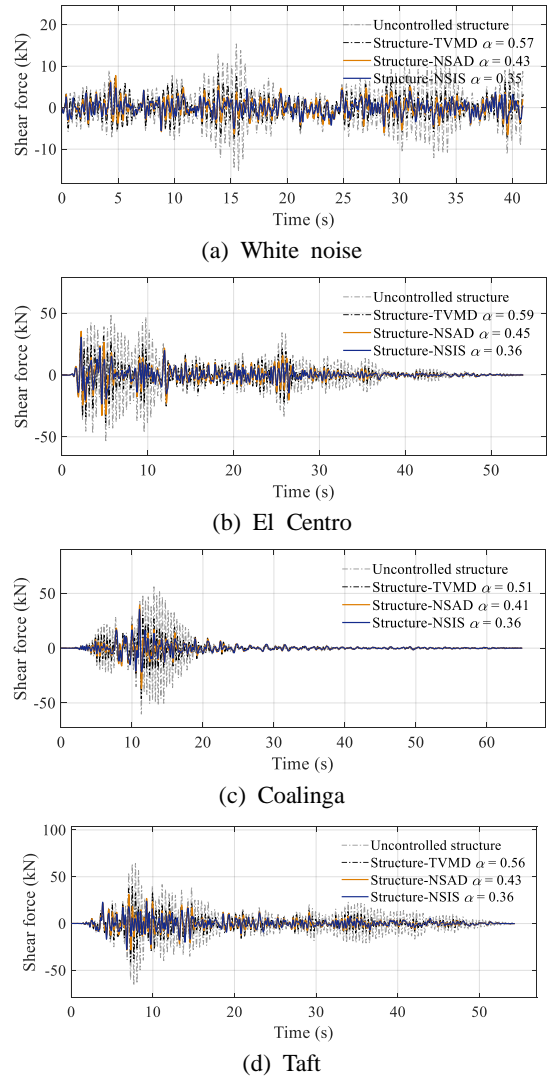 20
10
0
-10
Shear force (kN)
Uncontrolled structure
Structure-TVMD α = 0.57
Structure-NSAD α = 0.43
Structure-NSIS α = 0.35
0 5 10 15 20 25 30 35 40
Time (s)
(a) White noise
50
0
-50
Shear force (kN)
Uncontrolled structure
Structure-TVMD α = 0.59
Structure-NSAD α = 0.45
Structure-NSIS α = 0.36
0 10 20 30 40 50
Time (s)
(b) El Centro
50
0
-50
Shear force (kN)
Uncontrolled structure
Structure-TVMD α = 0.51
Structure-NSAD α = 0.41
Structure-NSIS α = 0.36
0 10 20 30 40 50 60
Time (s)
(c) Coalinga
100
50
0
-50
Shear force (kN)
Uncontrolled structure
Structure-TVMD α = 0.56
Structure-NSAD α = 0.43
Structure-NSIS α = 0.36
0 10 20 30 40 50
Time (s)
(d) Taft